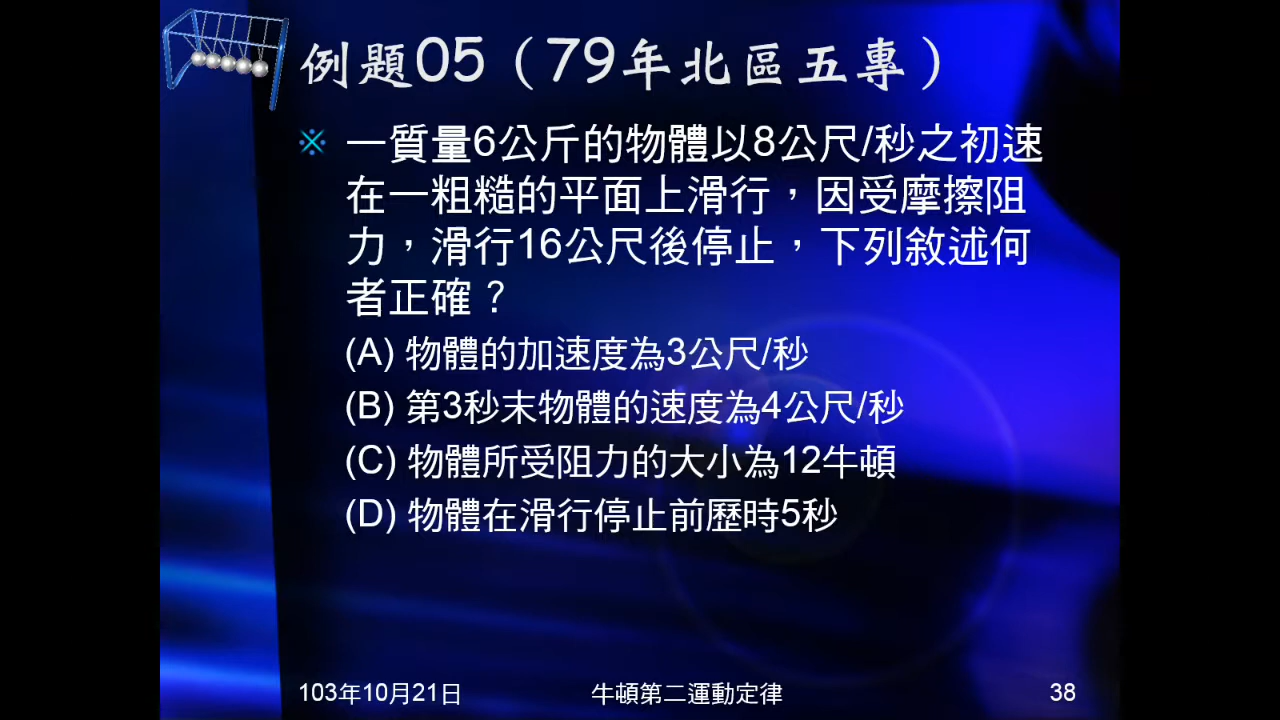 例題05（79年北區五專）
※ 一質量6公斤的物體以8公尺/秒之初速
在一粗糙的平面上滑行，因受摩擦阻
力，滑行16公尺後停止，下列敘述何
者正確？
(A) 物體的加速度為3公尺/秒
(B) 第3秒末物體的速度為4公尺/秒
(C) 物體所受阻力的大小為12牛頓
(D) 物體在滑行停止前歷時5秒
103年10月21日 牛頓第二運動定律 38